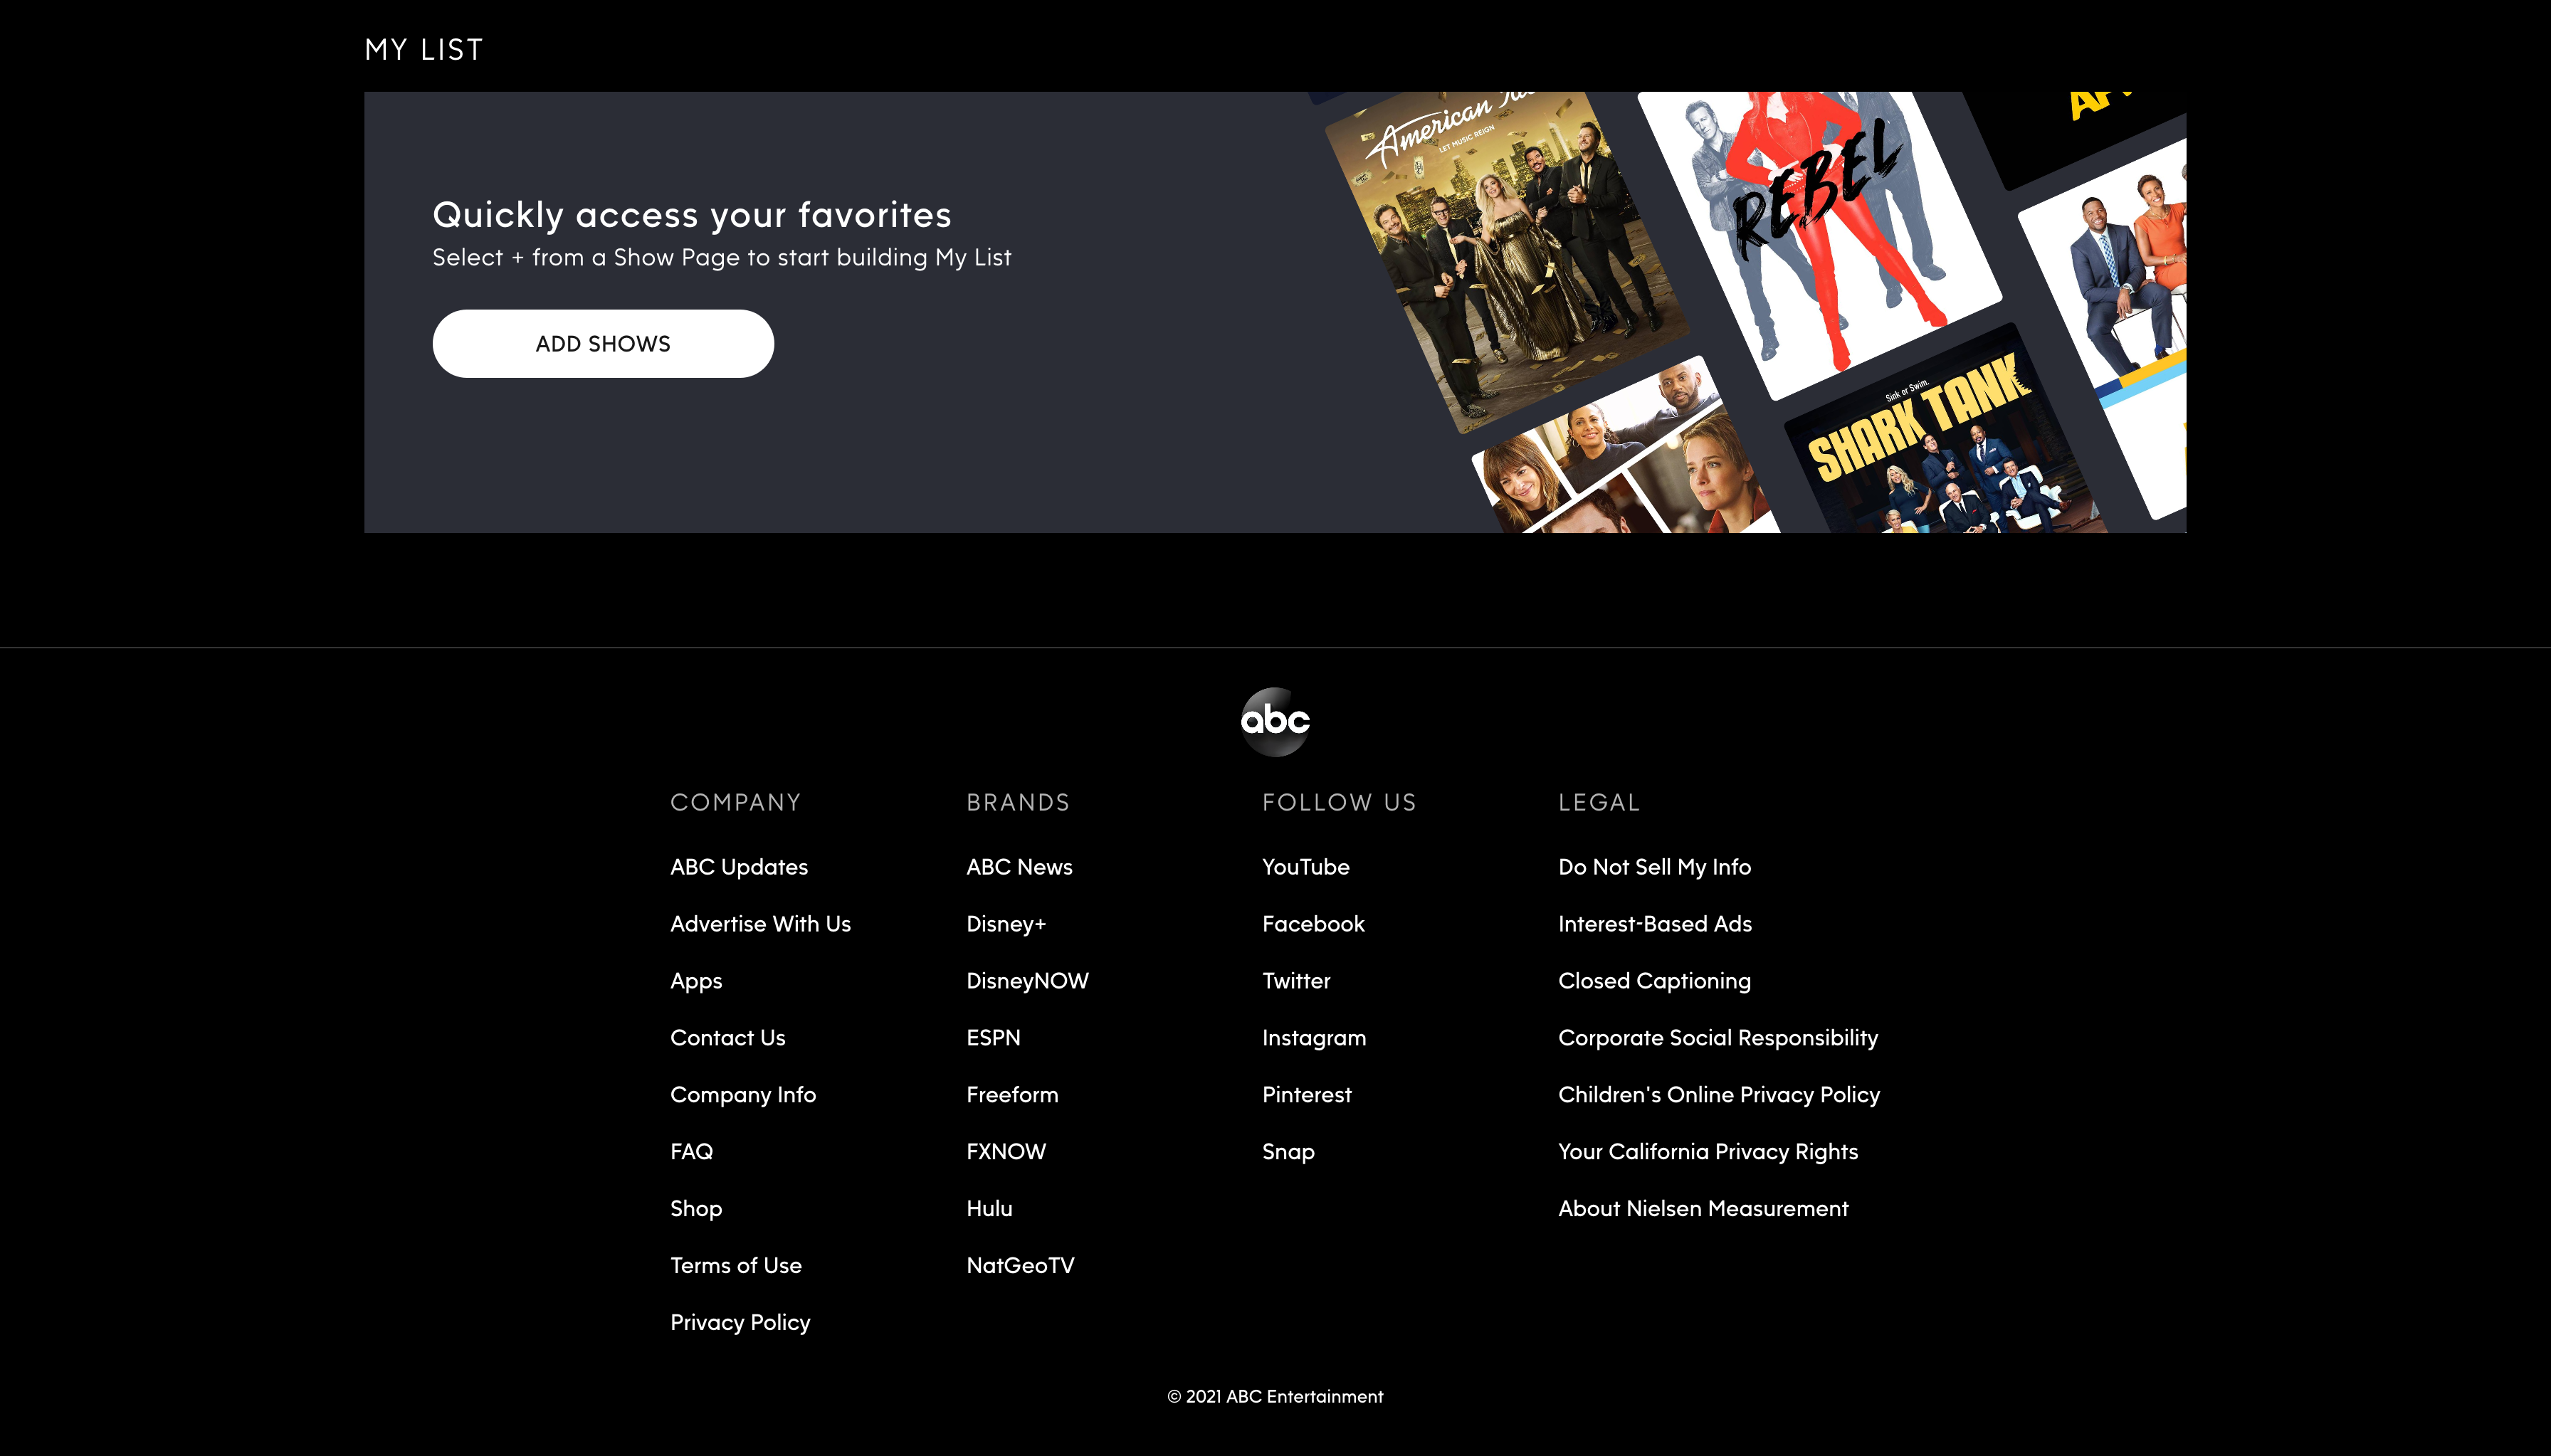 MY LIST
Quickly access your favorites
Select + from a Show Page to start building My List
ADD SHOWS
American
LET MUSIC REIGN
REBEL
Sink or Swim.
SHARK TANK
abc
COMPANY
ABC Updates
Advertise With Us
Apps
Contact Us
Company Info
FAQ
Shop
Terms of Use
Privacy Policy
BRANDS
ABC News
Disney+
DisneyNOW
ESPN
Freeform
FXNOW
Hulu
NatGeoTV
FOLLOW US
YouTube
Facebook
Twitter
Instagram
Pinterest
Snap
LEGAL
Do Not Sell My Info
Interest-Based Ads
Closed Captioning
Corporate Social Responsibility
Children's Online Privacy Policy
Your California Privacy Rights
About Nielsen Measurement
© 2021 ABC Entertainment